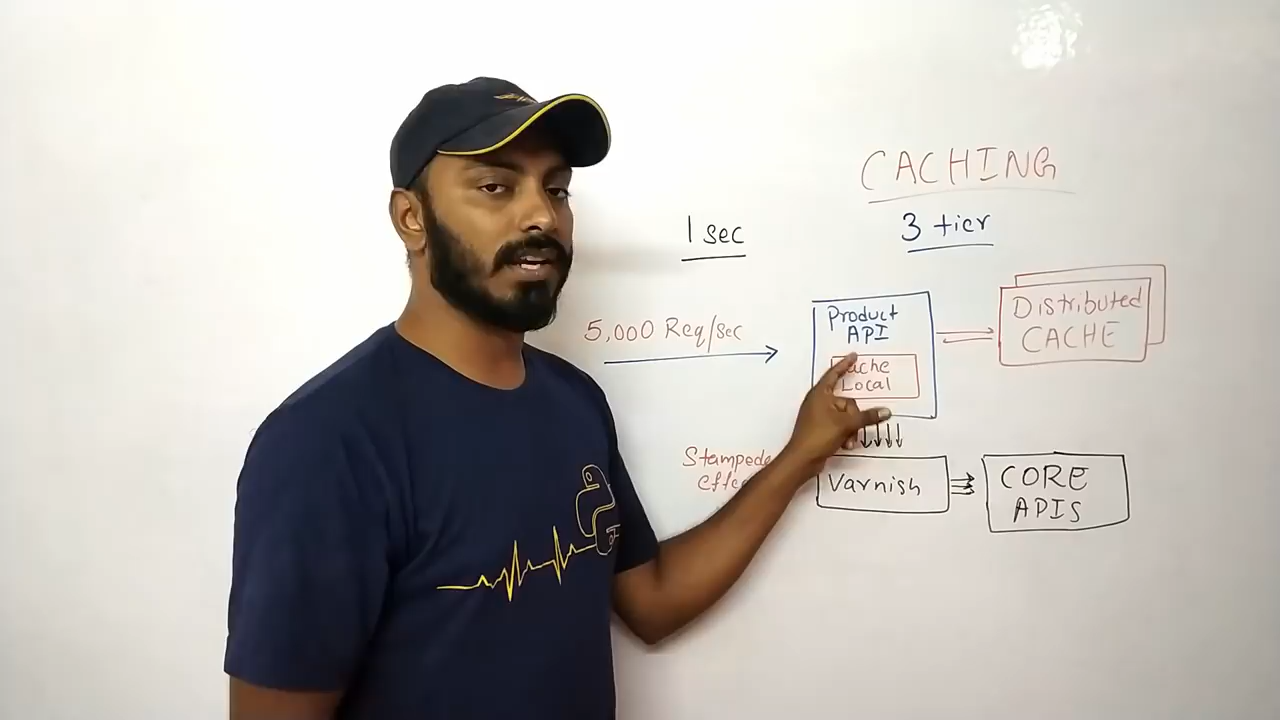 CACHING
3 tier
1 sec
5,000 Req/sec
Product
API
Local
Distributed
CACHE
Stampede
Varnish
CORE
APIS